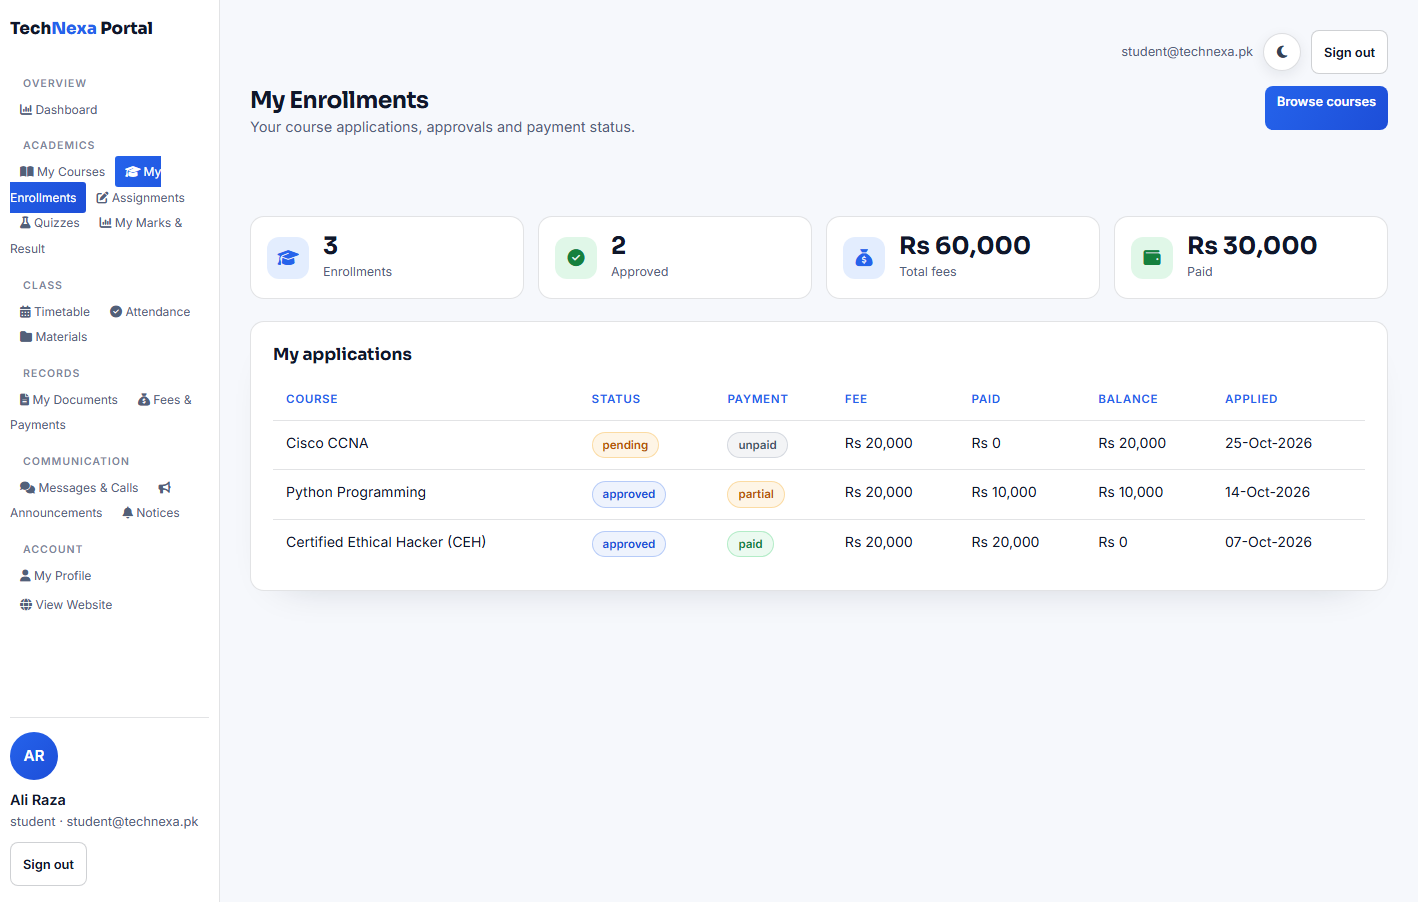 TechNexa Portal
OVERVIEW
Dashboard
ACADEMICS
My Courses My
Enrollments Assignments
Quizzes My Marks &
Result
CLASS
Timetable Attendance
Materials
RECORDS
My Documents Fees &
Payments
COMMUNICATION
Messages & Calls
Announcements Notices
ACCOUNT
My Profile
View Website
AR
Ali Raza
student · student@technexa.pk
Sign out
student@technexa.pk Sign out
My Enrollments
Your course applications, approvals and payment status.
Browse courses
3
Enrollments
2
Approved
Rs 60,000
Total fees
Rs 30,000
Paid
My applications
COURSE STATUS PAYMENT FEE PAID BALANCE APPLIED
Cisco CCNA pending unpaid Rs 20,000 Rs 0 Rs 20,000 25-Oct-2026
Python Programming approved partial Rs 20,000 Rs 10,000 Rs 10,000 14-Oct-2026
Certified Ethical Hacker (CEH) approved paid Rs 20,000 Rs 20,000 Rs 0 07-Oct-2026